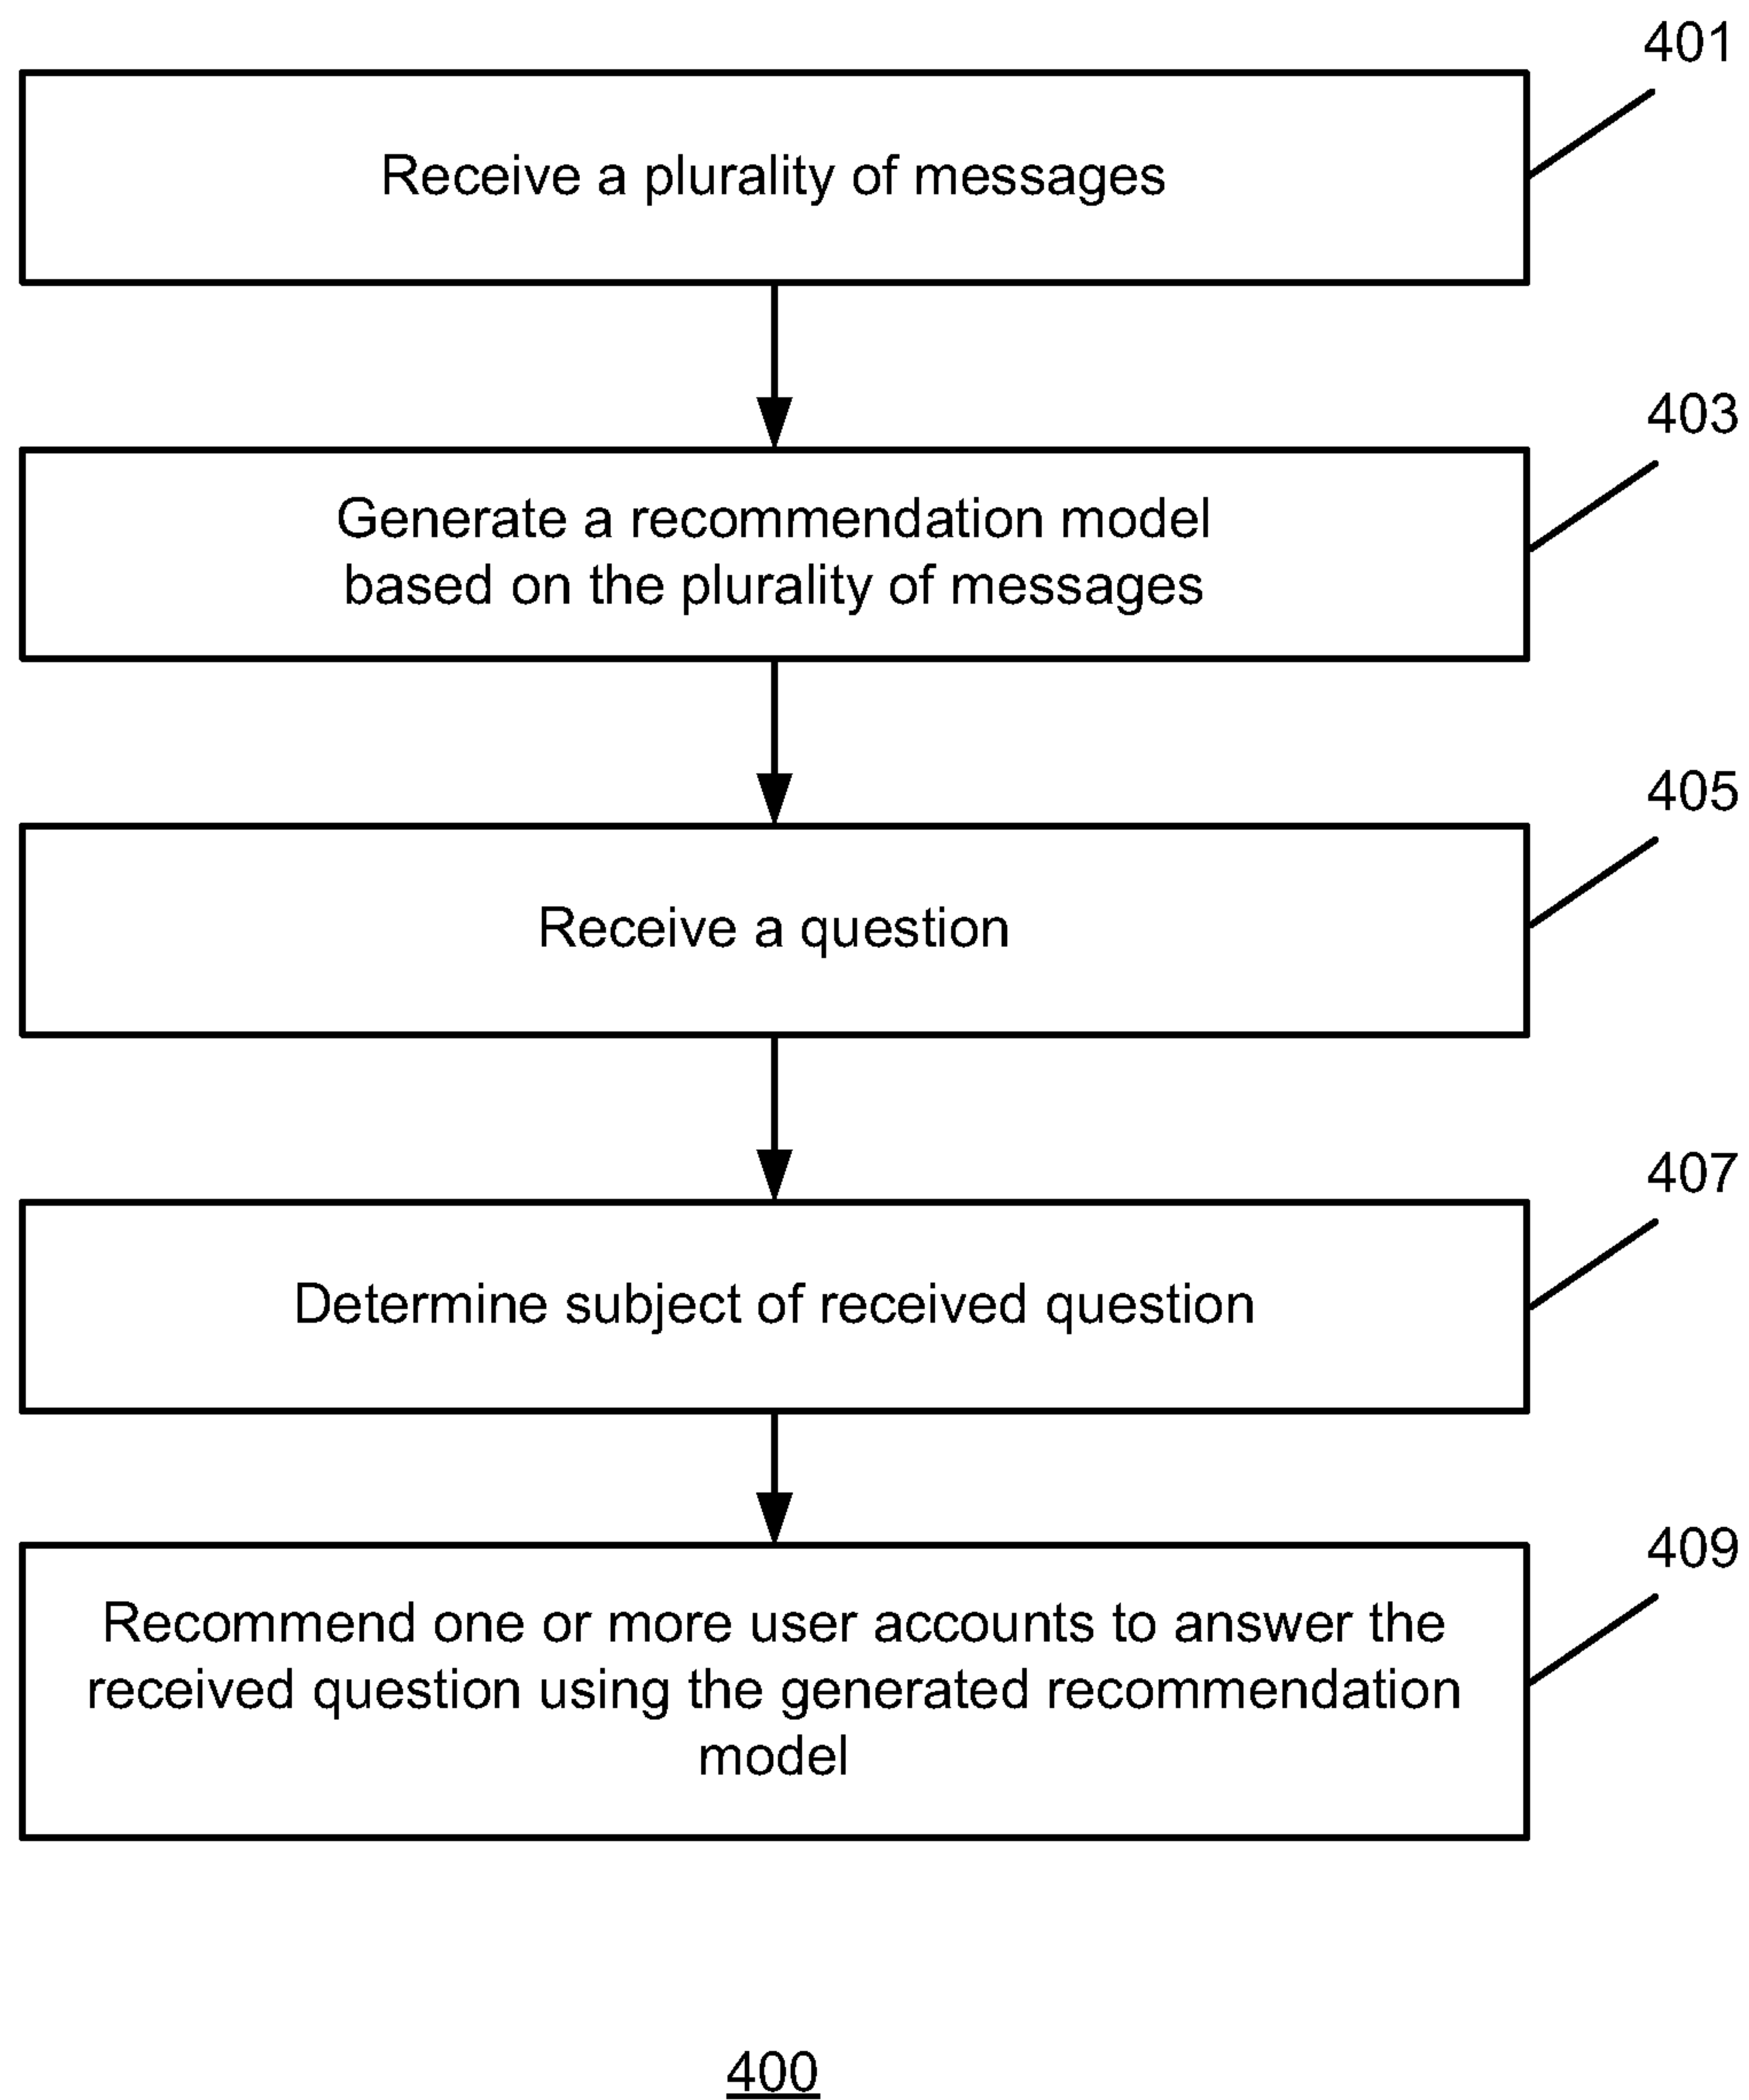 401
Receive a plurality of messages
403
Generate a recommendation model
based on the plurality of messages
405
Receive a question
407
Determine subject of received question
409
Recommend one or more user accounts to answer the
received question using the generated recommendation
model
400